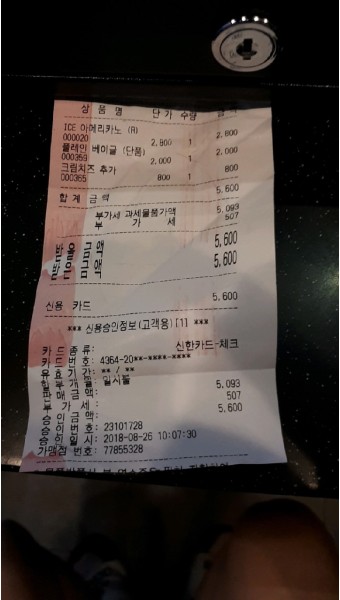 상 품 명 단 가 수량 금 액
ICE 아메리카노 (R)
000020 2,800 1 2,800
플레인 베이글 (단품)
000359 2,000 1 2,000
크림치즈 추가
000365 800 1 800
합 계 금 액 5,600
부가세 과세물품가액 5,093
부 가 세 507
받 을 금 액 5,600
받 은 금 액 5,600
신용 카드 5,600
*** 신용승인정보(고객용) [1] ***
카 드 종 류: 신한카드-체크
카 드 번 호: 4364-20**-****-****
유 효 기 간: ** / **
할 부 개 월: 일시불
판 매 금 액: 5,093
부 가 세: 507
승 인 금 액: 5,600
승 인 번 호: 23101728
승 인 일 시: 2018-08-26 10:07:30
가맹점 번호: 77855328